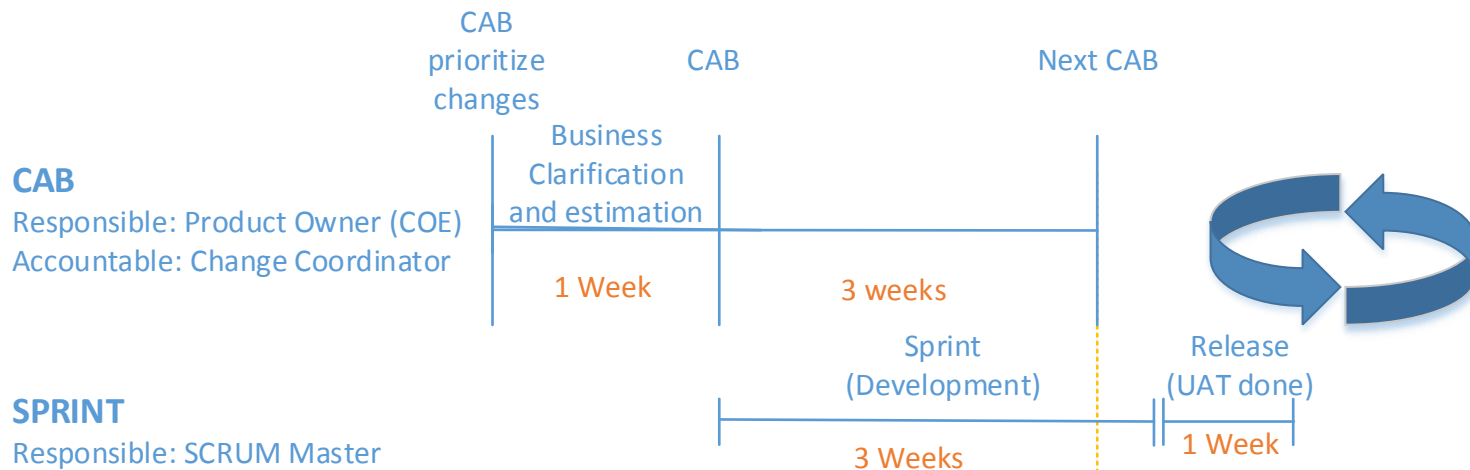 CAB
prioritize
changes
CAB
Next CAB
Business
Clarification
and estimation
CAB
Responsible: Product Owner (COE)
Accountable: Change Coordinator
1 Week
3 weeks
Sprint
(Development)
Release
(UAT done)
SPRINT
Responsible: SCRUM Master
3 Weeks
1 Week